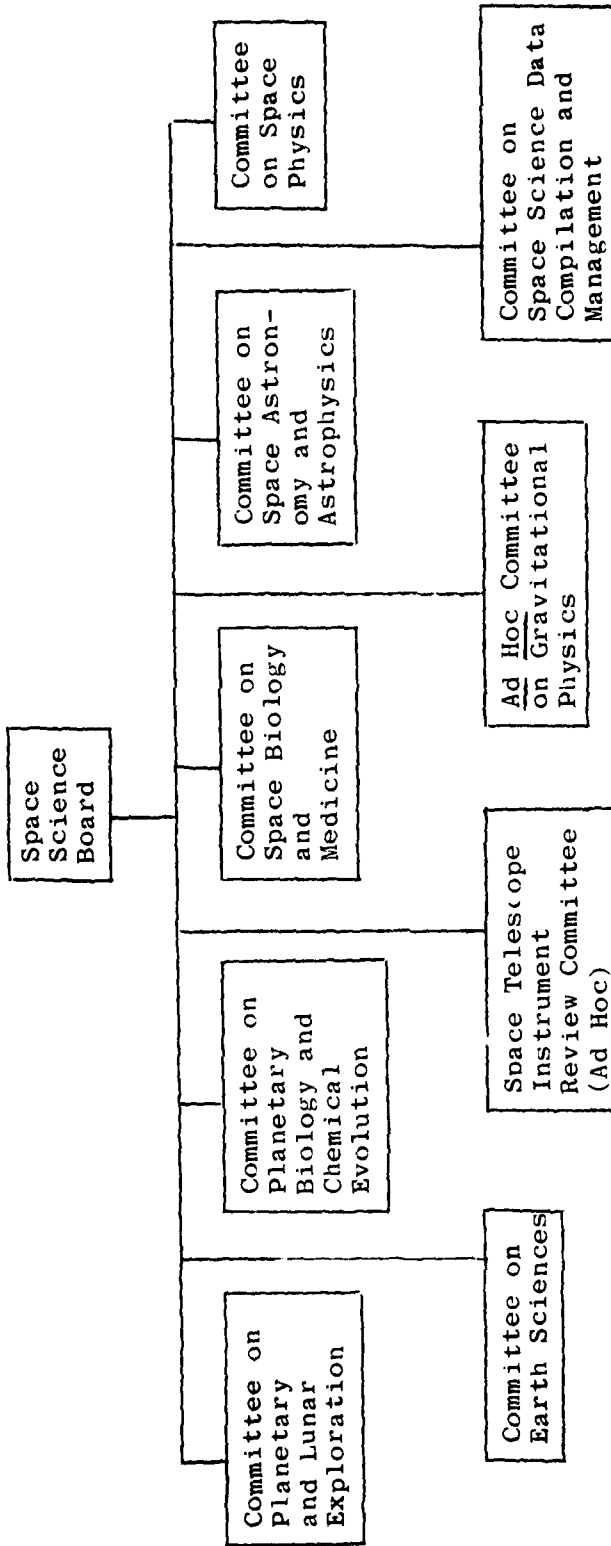 Space
Science
Board
Committee on
Planetary
and Lunar
Exploration
Committee on
Planetary
Biology and
Chemical
Evolution
Committee on
Space Biology
and
Medicine
Committee on
Space Astron-
omy and
Astrophysics
Committee
on Space
Physics
Committee on
Earth Sciences
Space Telescope
Instrument
Review Committee
(Ad Hoc)
Ad Hoc Committee
on Gravitational
Physics
Committee on
Space Science Data
Compilation and
Management